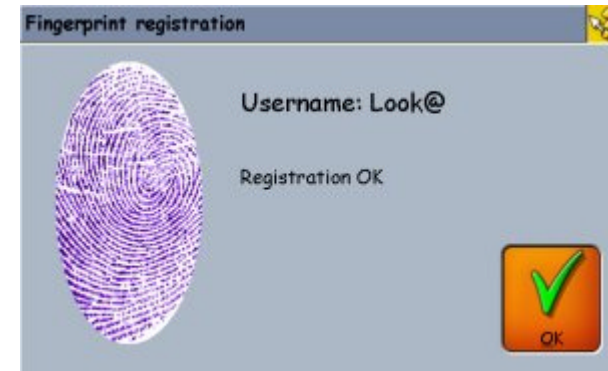 Fingerprint registration
Username: Look@
Registration OK
OK